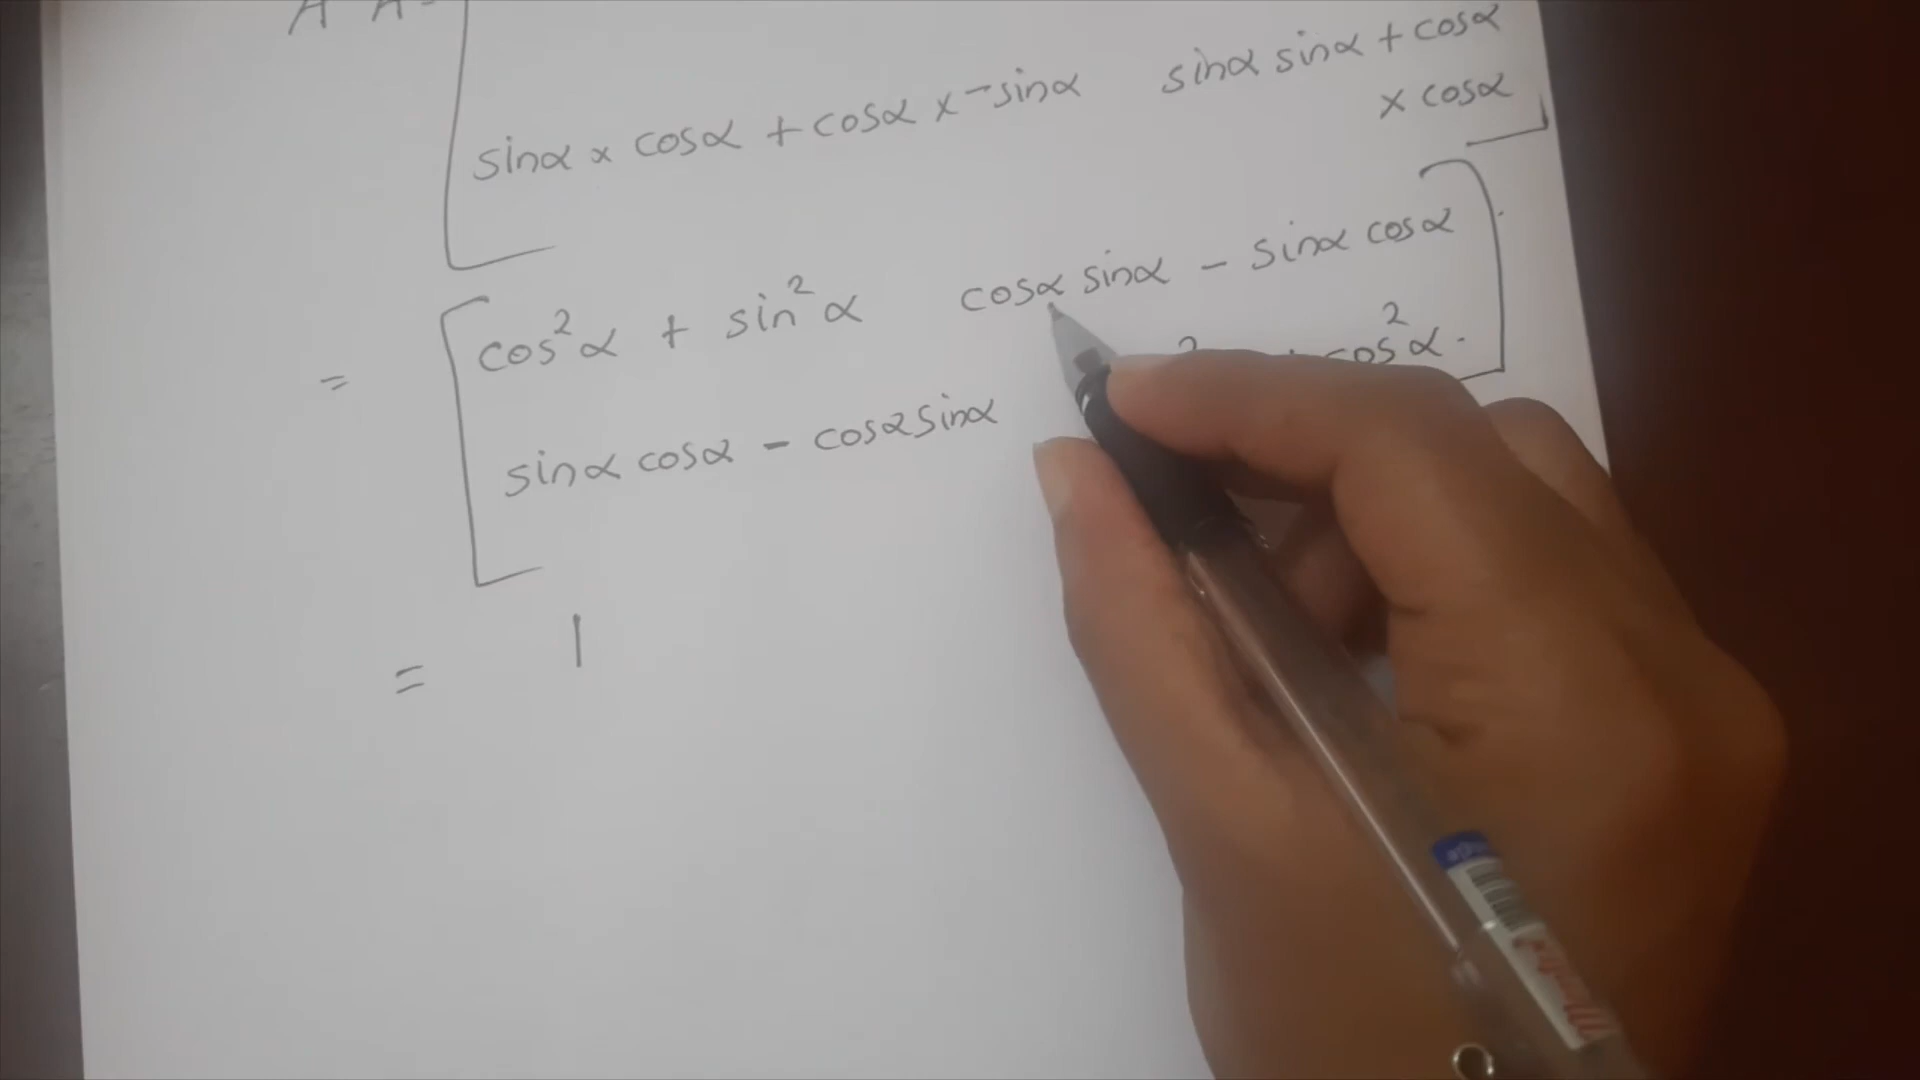 sinα sinα + cosα
sinα x cosα + cosα x -sinα
x cosα
= cos²α + sin²α cosα sinα - sinα cosα
sinα cosα - cosα sinα cos²α.
= 1